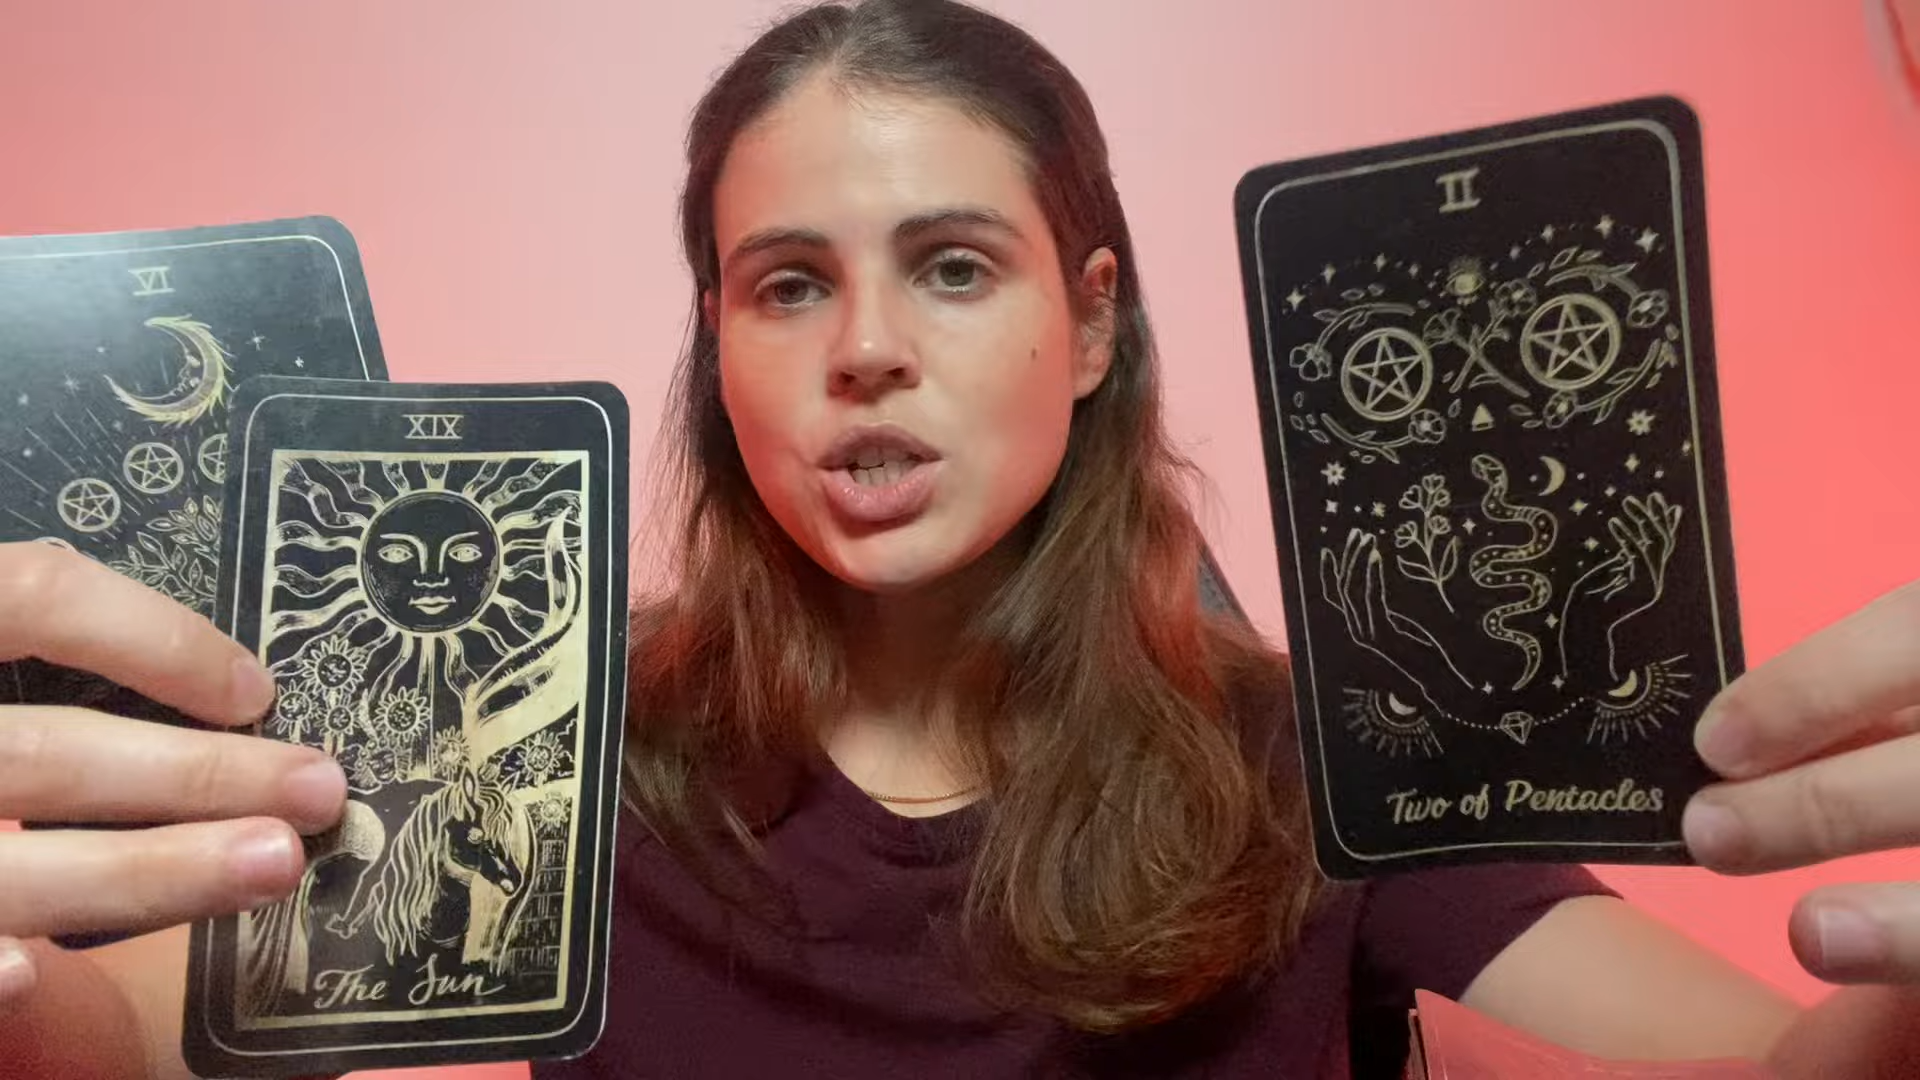 VI
XIX
The Sun
II
Two of Pentacles